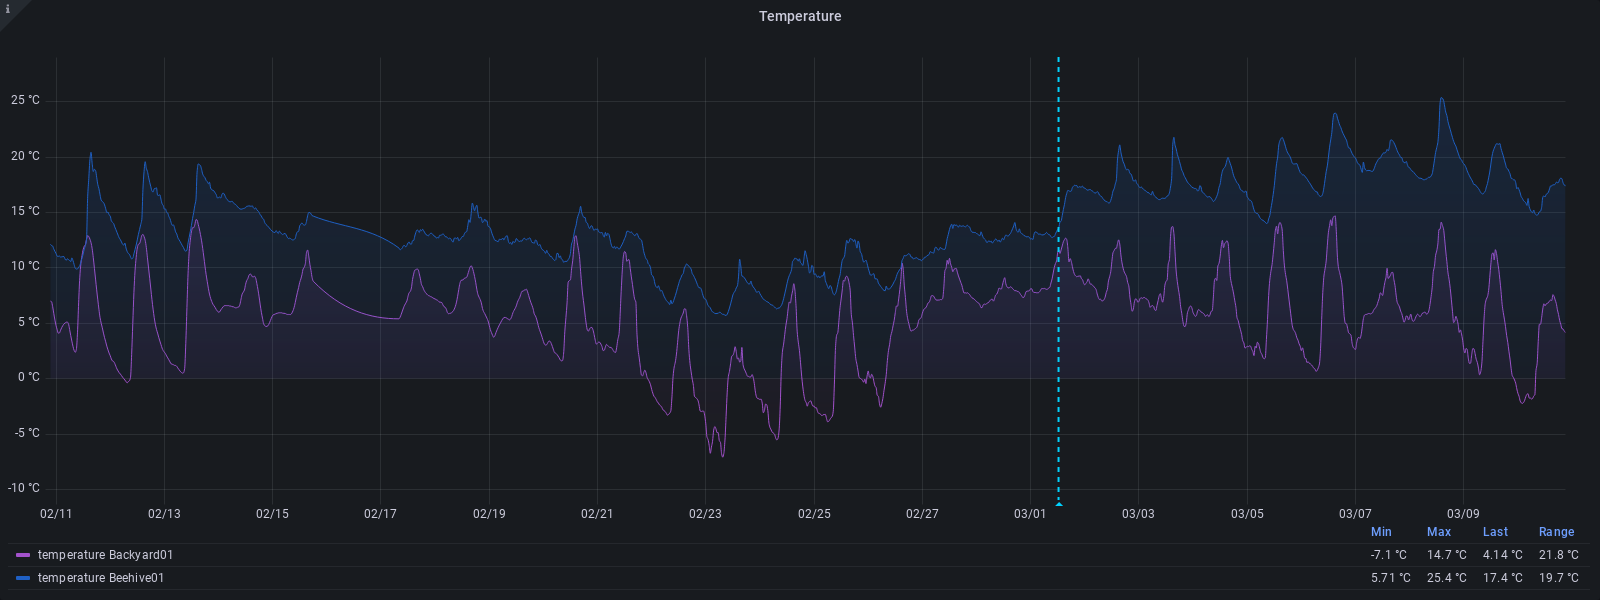 i
Temperature
25 °C
20 °C
15 °C
10 °C
5 °C
0 °C
-5 °C
-10 °C
02/11 02/13 02/15 02/17 02/19 02/21 02/23 02/25 02/27 03/01 03/03 03/05 03/07 03/09
Min Max Last Range
temperature Backyard01 -7.1 °C 14.7 °C 4.14 °C 21.8 °C
temperature Beehive01 5.71 °C 25.4 °C 17.4 °C 19.7 °C